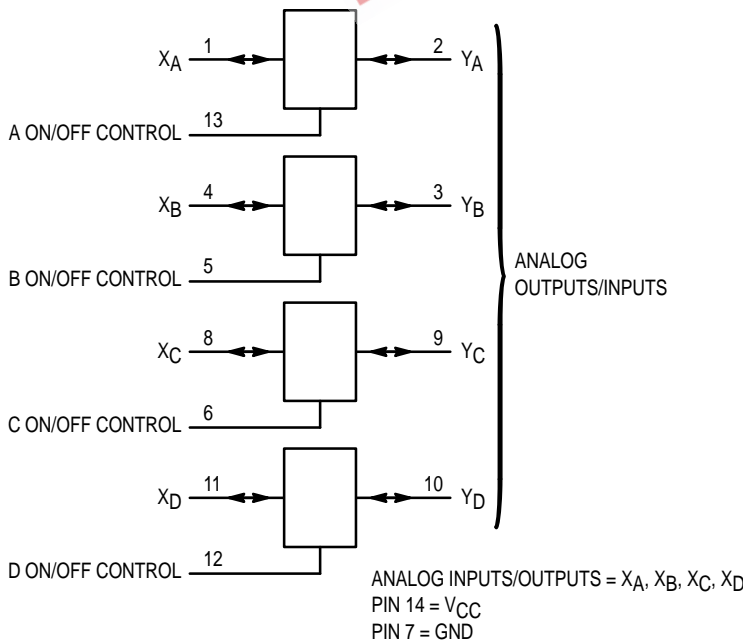 XA 1 2 YA
A ON/OFF CONTROL 13
XB 4 3 YB
B ON/OFF CONTROL 5
ANALOG
OUTPUTS/INPUTS
XC 8 9 YC
C ON/OFF CONTROL 6
XD 11 10 YD
D ON/OFF CONTROL 12
ANALOG INPUTS/OUTPUTS = XA, XB, XC, XD
PIN 14 = VCC
PIN 7 = GND